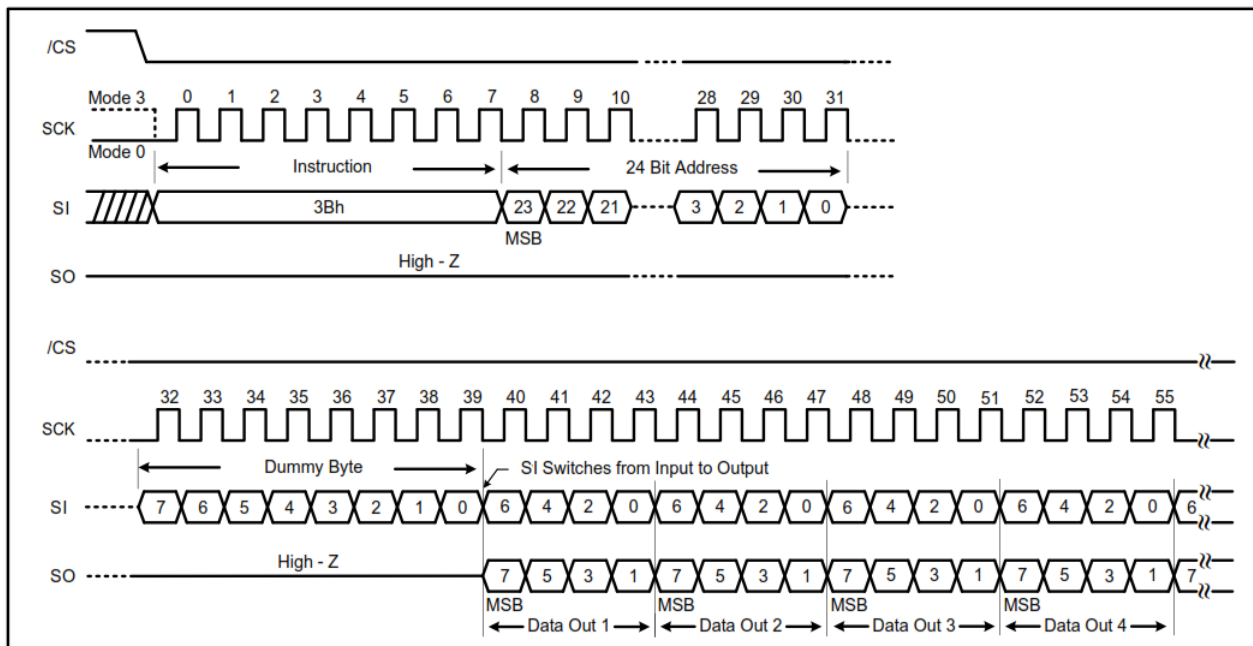 /CS
Mode 3 0 1 2 3 4 5 6 7 8 9 10 28 29 30 31
SCK
Mode 0
Instruction 24 Bit Address
SI 3Bh 23 22 21 3 2 1 0
MSB
High - Z
SO
/CS
32 33 34 35 36 37 38 39 40 41 42 43 44 45 46 47 48 49 50 51 52 53 54 55
SCK
Dummy Byte SI Switches from Input to Output
SI 7 6 5 4 3 2 1 0 6 4 2 0 6 4 2 0 6 4 2 0 6 4 2 0 6
High - Z
SO 7 5 3 1 7 5 3 1 7 5 3 1 7 5 3 1 7
MSB MSB MSB MSB
Data Out 1 Data Out 2 Data Out 3 Data Out 4